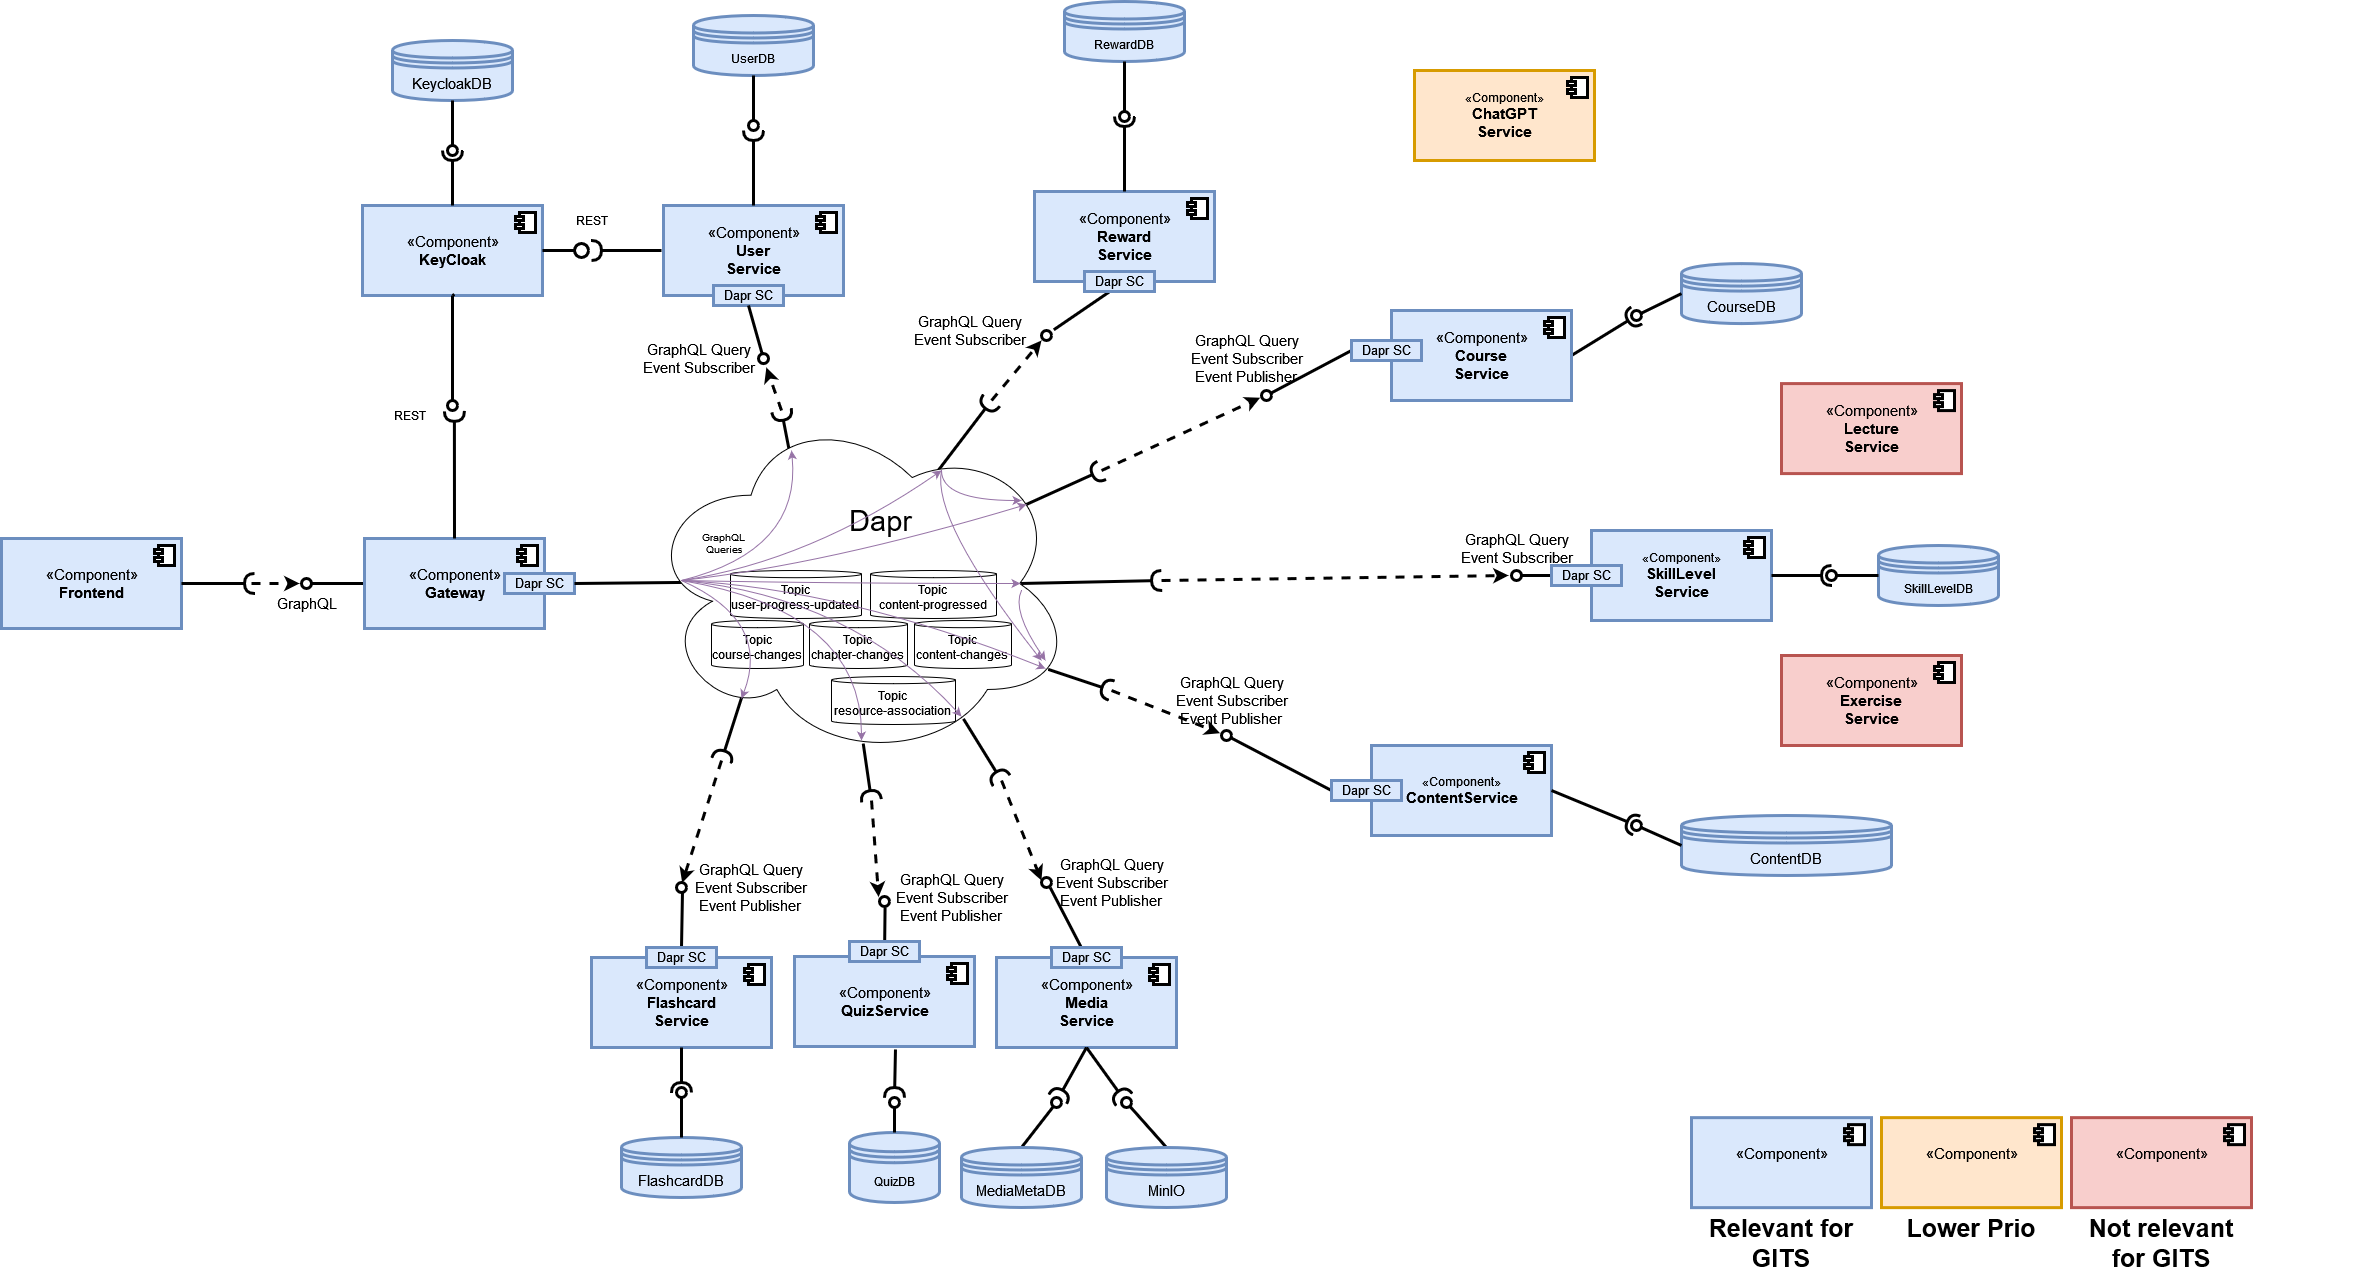 KeycloakDB
UserDB
RewardDB
«Component»
ChatGPT
Service
«Component»
KeyCloak
REST
«Component»
User
Service
Dapr SC
«Component»
Reward
Service
Dapr SC
CourseDB
GraphQL Query
Event Subscriber
GraphQL Query
Event Subscriber
GraphQL Query
Event Subscriber
Event Publisher
Dapr SC
«Component»
Course
Service
REST
«Component»
Lecture
Service
Dapr
GraphQL
Queries
«Component»
Frontend
GraphQL
«Component»
Gateway
Dapr SC
Topic
user-progress-updated
Topic
content-progressed
Topic
course-changes
Topic
chapter-changes
Topic
content-changes
Topic
resource-association
GraphQL Query
Event Subscriber
Dapr SC
«Component»
SkillLevel
Service
SkillLevelDB
«Component»
Exercise
Service
GraphQL Query
Event Subscriber
Event Publisher
Dapr SC
«Component»
ContentService
ContentDB
GraphQL Query
Event Subscriber
Event Publisher
GraphQL Query
Event Subscriber
Event Publisher
GraphQL Query
Event Subscriber
Event Publisher
Dapr SC
«Component»
Flashcard
Service
Dapr SC
«Component»
QuizService
Dapr SC
«Component»
Media
Service
FlashcardDB
QuizDB
MediaMetaDB
MinIO
«Component»
Relevant for
GITS
«Component»
Lower Prio
«Component»
Not relevant
for GITS